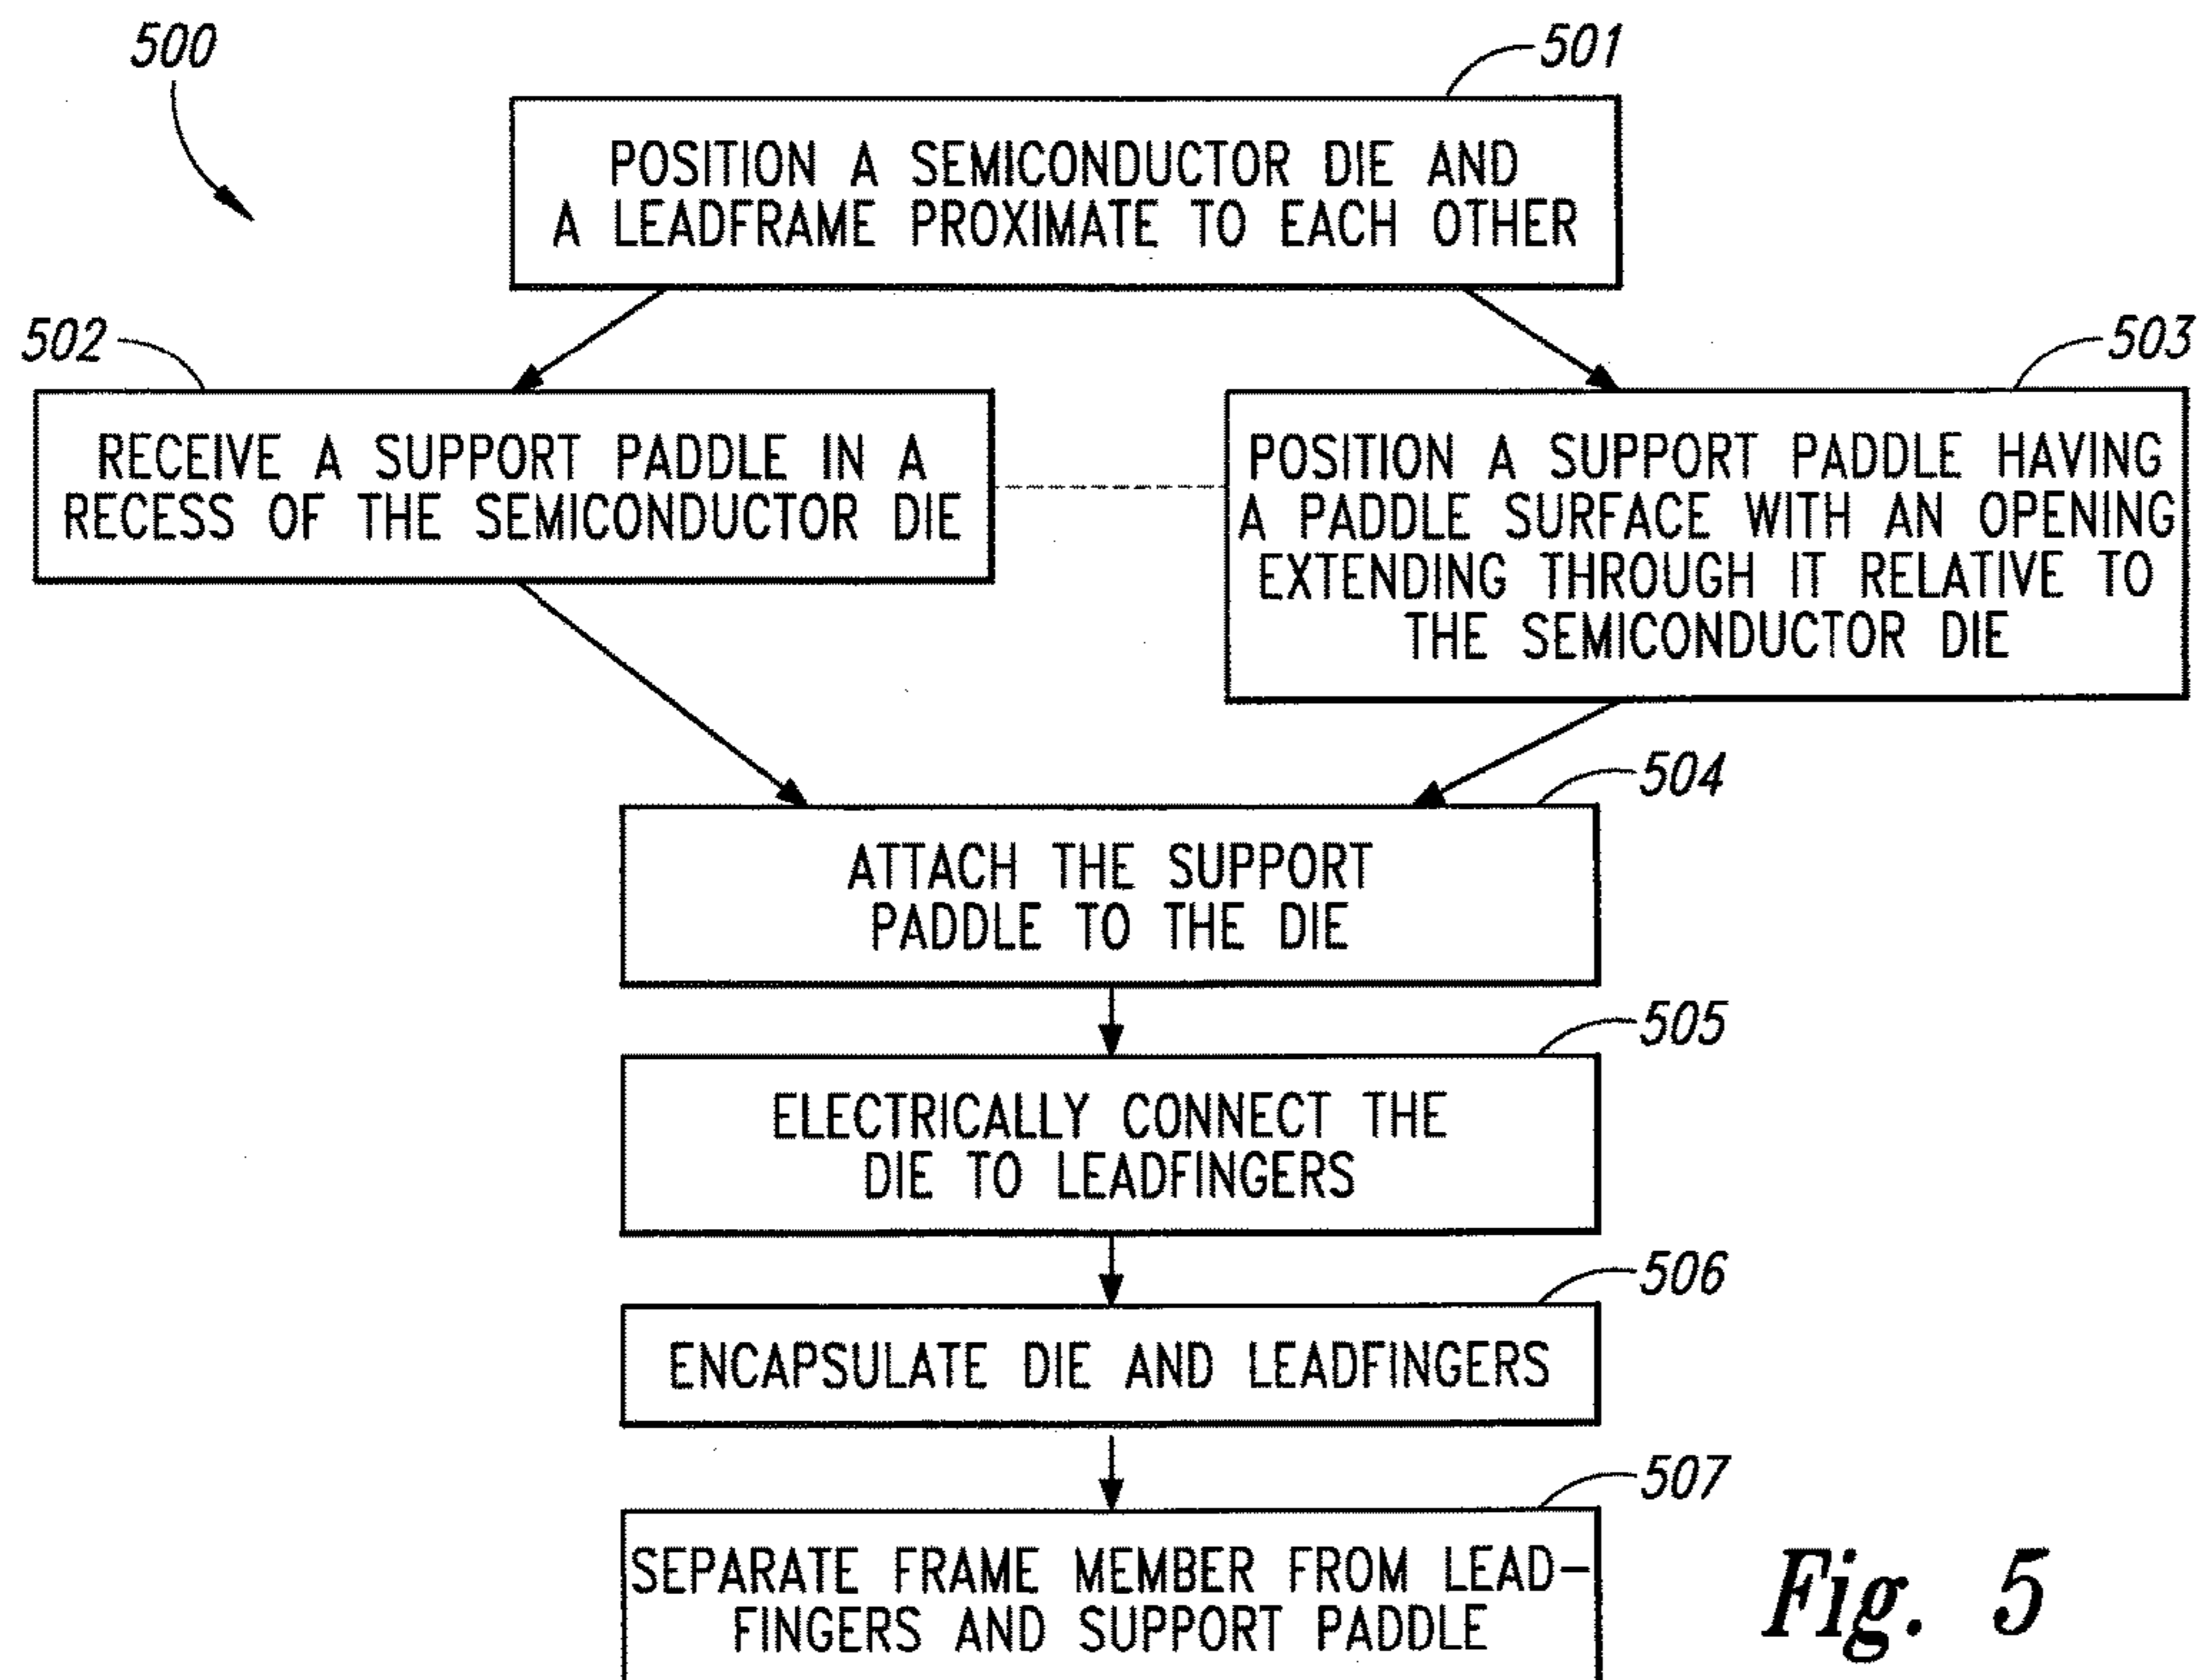 500
501
POSITION A SEMICONDUCTOR DIE AND
A LEADFRAME PROXIMATE TO EACH OTHER
502
RECEIVE A SUPPORT PADDLE IN A
RECESS OF THE SEMICONDUCTOR DIE
503
POSITION A SUPPORT PADDLE HAVING
A PADDLE SURFACE WITH AN OPENING
EXTENDING THROUGH IT RELATIVE TO
THE SEMICONDUCTOR DIE
504
ATTACH THE SUPPORT
PADDLE TO THE DIE
505
ELECTRICALLY CONNECT THE
DIE TO LEADFINGERS
506
ENCAPSULATE DIE AND LEADFINGERS
507
SEPARATE FRAME MEMBER FROM LEAD-
FINGERS AND SUPPORT PADDLE
Fig. 5